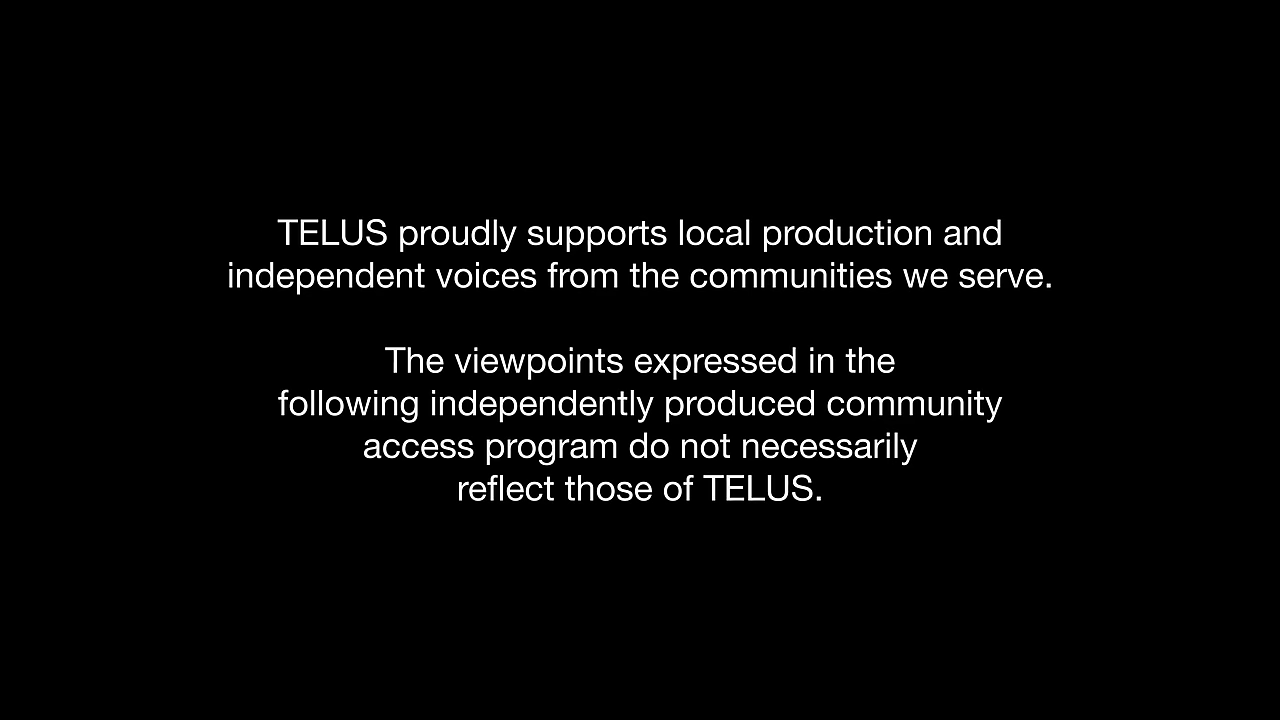 TELUS proudly supports local production and
independent voices from the communities we serve.
The viewpoints expressed in the
following independently produced community
access program do not necessarily
reflect those of TELUS.